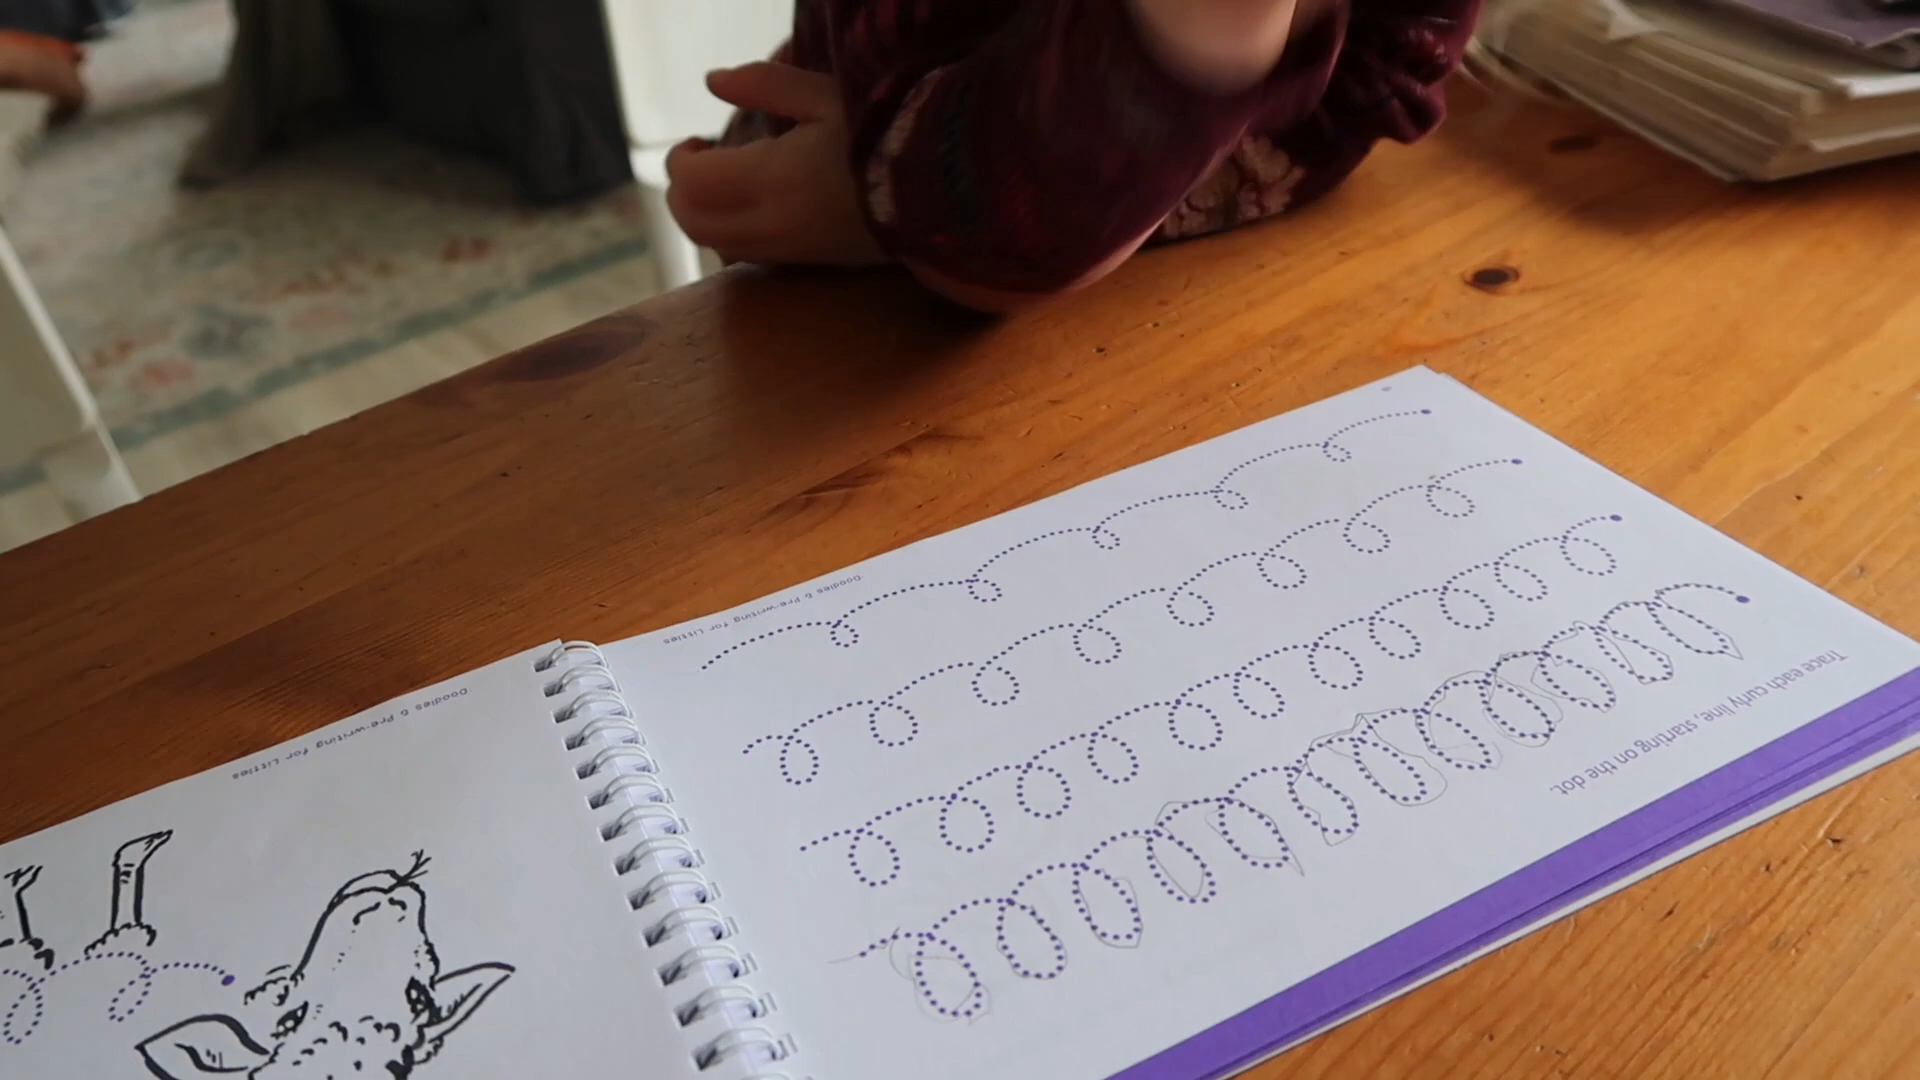 Trace each curly line, starting on the dot.
Doodles & Pre-writing for Littles
Doodles & Pre-writing for Littles